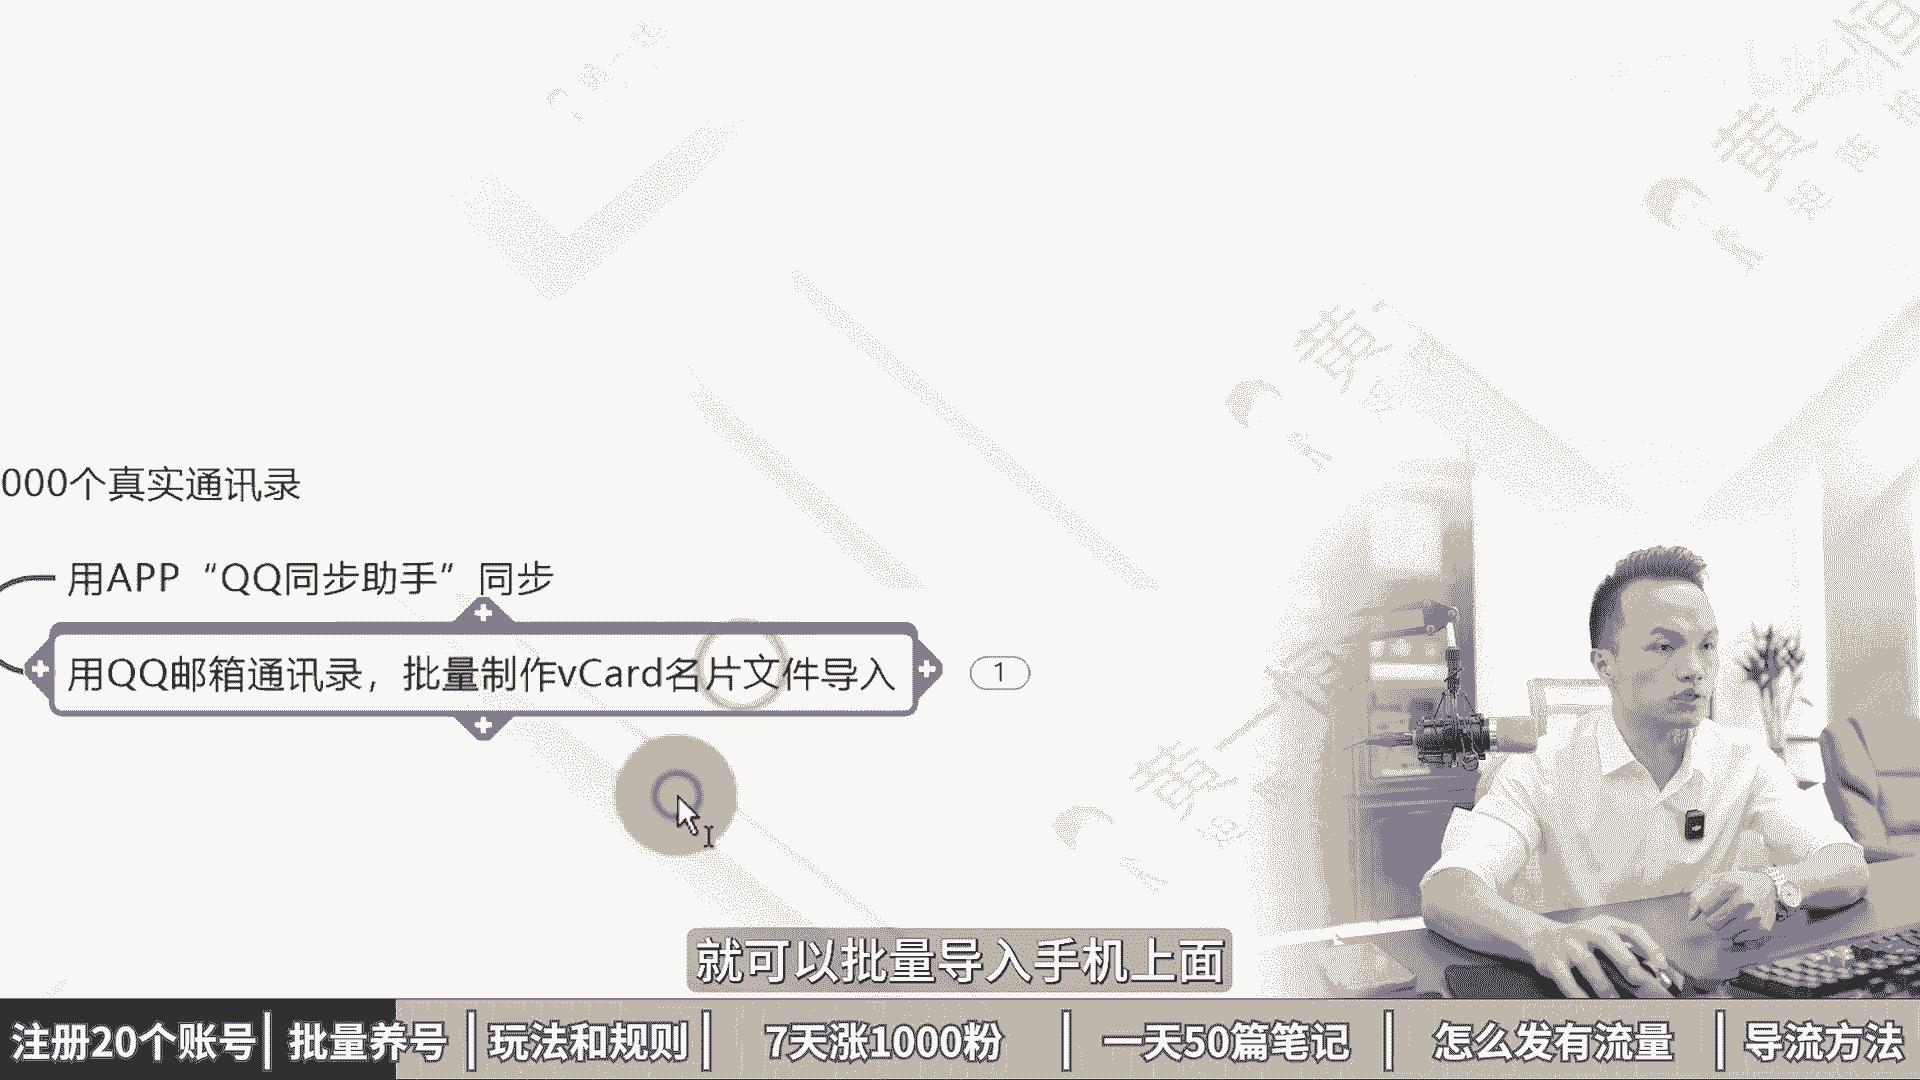 000个真实通讯录
用APP“QQ同步助手”同步
用QQ邮箱通讯录，批量制作vCard名片文件导入
1
就可以批量导入手机上面
注册20个账号 批量养号 玩法和规则 7天涨1000粉 一天50篇笔记 怎么发有流量 导流方法